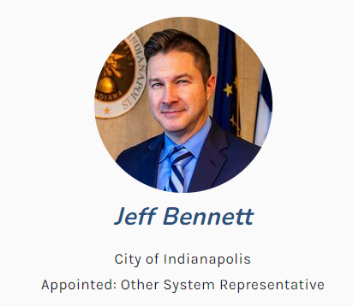 Jeff Bennett
City of Indianapolis
Appointed: Other System Representative